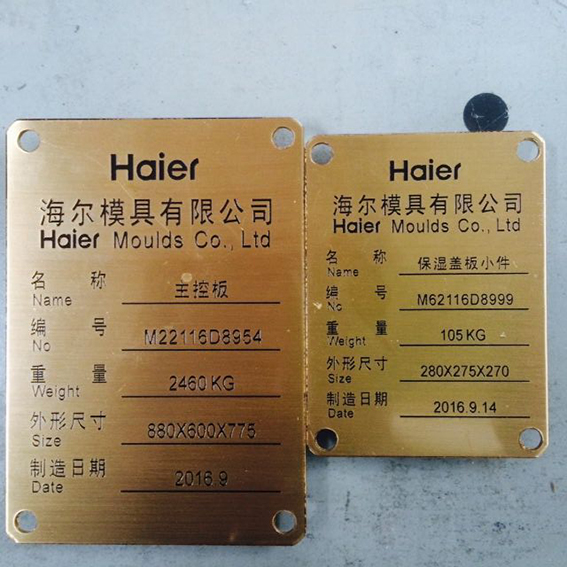 Haier
海尔模具有限公司
Haier Moulds Co., Ltd
名 称 主控板
Name
编 号 M22116D8954
No
重 量 2460KG
Weight
外形尺寸 880X600X775
Size
制造日期 2016.9
Date
Haier
海尔模具有限公司
Haier Moulds Co., Ltd
名 称 保湿盖板小件
Name
编 号 M62116D8999
No
重 量 105KG
Weight
外形尺寸 280X275X270
Size
制造日期 2016.9.14
Date